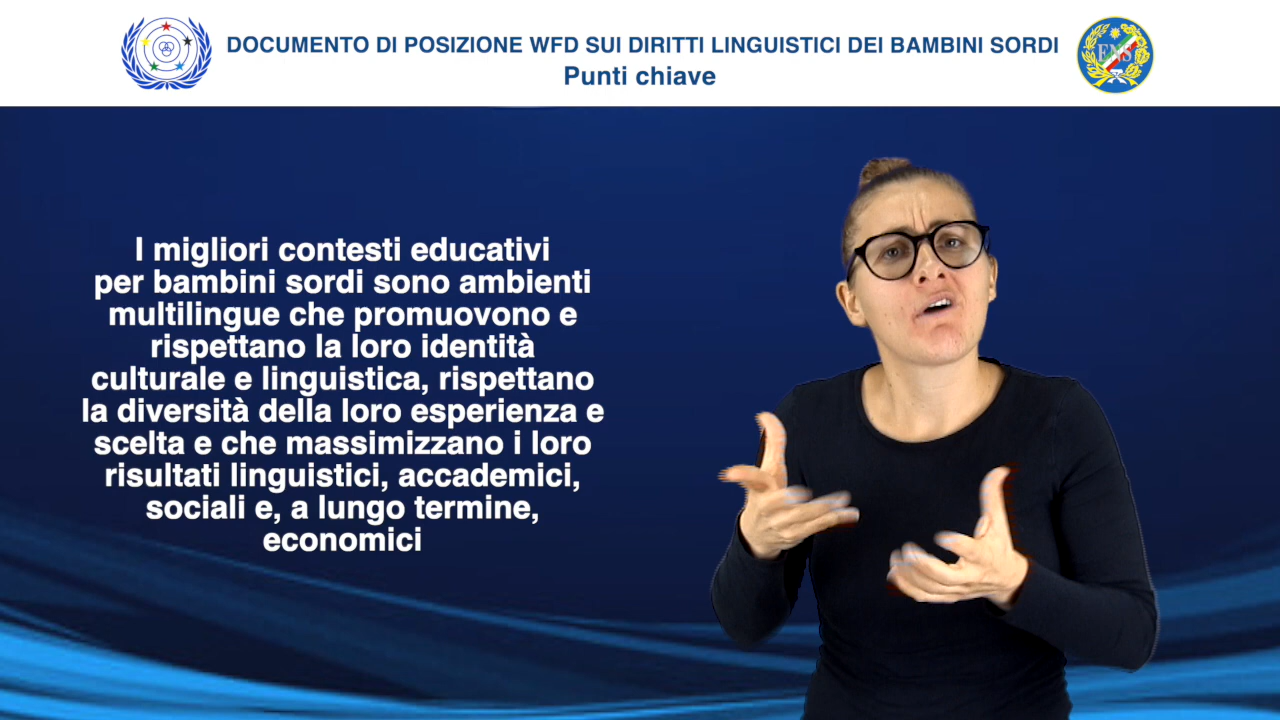 DOCUMENTO DI POSIZIONE WFD SUI DIRITTI LINGUISTICI DEI BAMBINI SORDI
Punti chiave
ENS
I migliori contesti educativi
per bambini sordi sono ambienti
multilingue che promuovono e
rispettano la loro identità
culturale e linguistica, rispettano
la diversità della loro esperienza e
scelta e che massimizzano i loro
risultati linguistici, accademici,
sociali e, a lungo termine,
economici